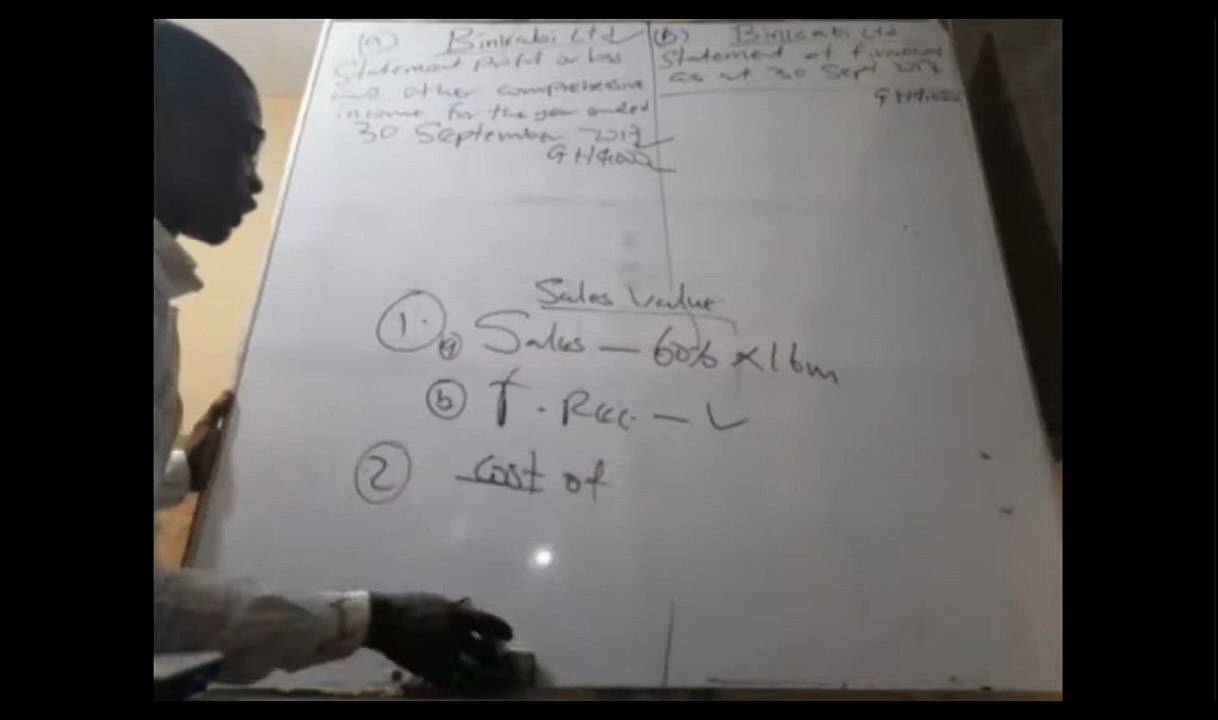 (a) Binkabi Ltd
Statement profit or loss
and other comprehensive
income for the year ended
30 September 2017
GH¢'000
(b) Binkabi Ltd
Statement of financial
as at 30 Sept 2017
GH¢'000
Sales Value
1. a Sales — 60% × 16m
b T. Rec. —
2 cost of